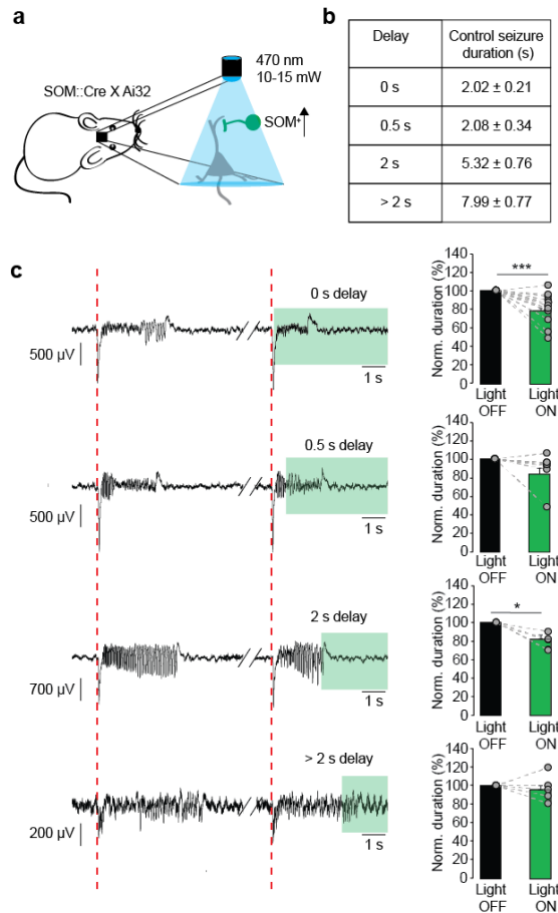 a
470 nm
10-15 mW
SOM::Cre X Ai32
SOM⁺
b
Delay
Control seizure
duration (s)
0 s
2.02 ± 0.21
0.5 s
2.08 ± 0.34
2 s
5.32 ± 0.76
> 2 s
7.99 ± 0.77
c
0 s delay
500 µV
1 s
Norm. duration (%)
140
120
100
80
60
40
20
0
***
Light
OFF
Light
ON
0.5 s delay
500 µV
1 s
Norm. duration (%)
140
120
100
80
60
40
20
0
Light
OFF
Light
ON
2 s delay
700 µV
1 s
Norm. duration (%)
140
120
100
80
60
40
20
0
*
Light
OFF
Light
ON
> 2 s delay
200 µV
1 s
Norm. duration (%)
140
120
100
80
60
40
20
0
Light
OFF
Light
ON